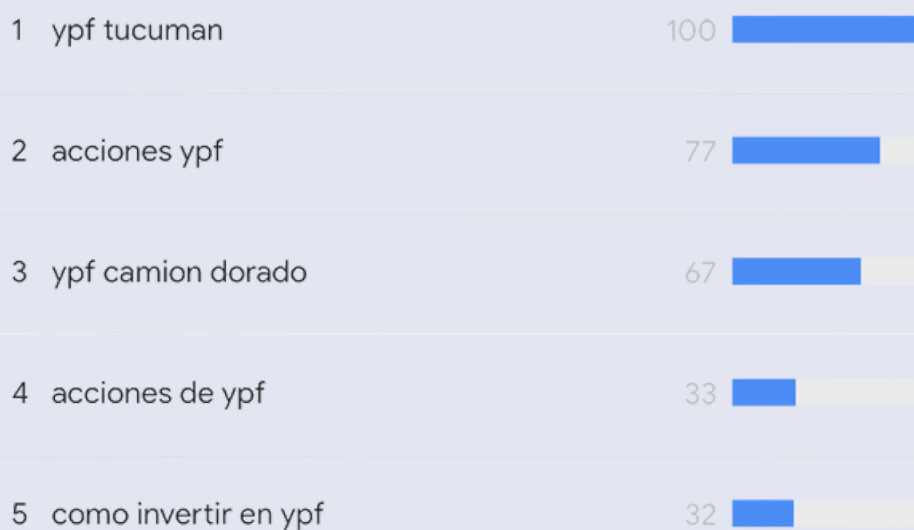 1 ypf tucuman 100
2 acciones ypf 77
3 ypf camion dorado 67
4 acciones de ypf 33
5 como invertir en ypf 32